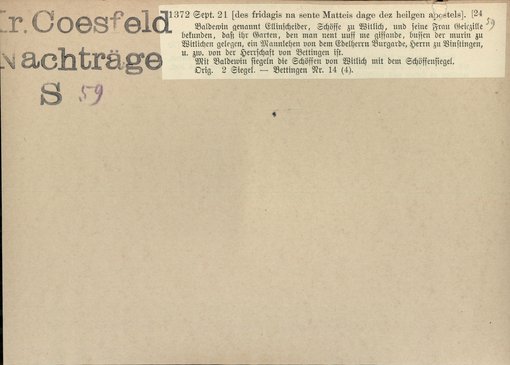 Kr. Coesfeld
Nachträge
S 59
1372 Sept. 21 [des fridagis na sente Matteis dage dez heilgen apostels]. [24
59
Baldewin genannt Ellinscheider, Schöffe zu Witlich, und seine Frau Geiczille
bekunden, daß ihr Garten, den man nent uuff me giffande, bussen der muren zu
Witlichen gelegen, ein Mannlehen von dem Edelherrn Burgarde, Herrn zu Vinstingen,
u. zw. von der Herrschaft von Bettingen ist.
Mit Baldewin siegeln die Schöffen von Witlich mit dem Schöffensiegel.
Orig. 2 Siegel. — Bettingen Nr. 14 (4).